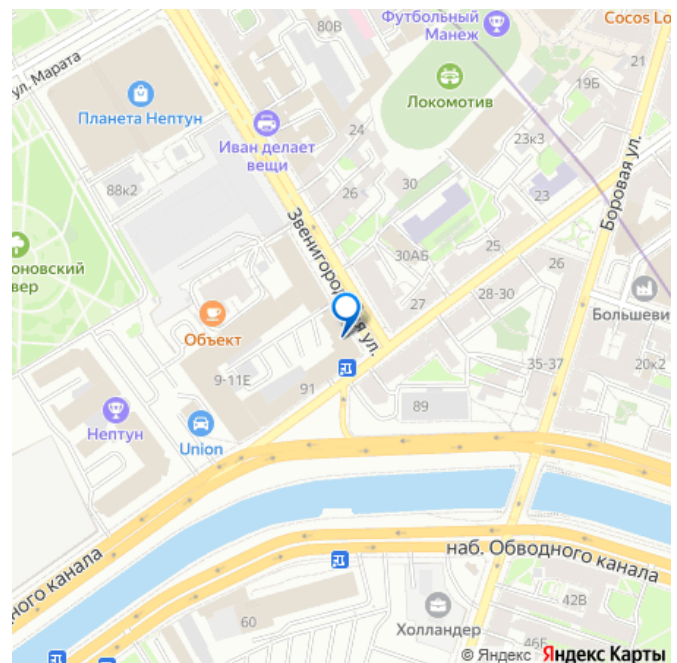 Футбольный
Манеж
Cocos Lo
80В
21
ул. Марата
19Б
Локомотив
Планета Нептун
Иван делает
вещи
24
23к3
Боровая ул.
88к2
26
30
23
Звенигородская ул.
оновский
вер
30АБ
25
26
27
28-30
Большеви
Объект
9-11Е
35-37
20к2
91
89
Нептун
Union
дного канала
наб. Обводного канала
42В
60
Холландер
46Б
© Яндекс Яндекс Карты